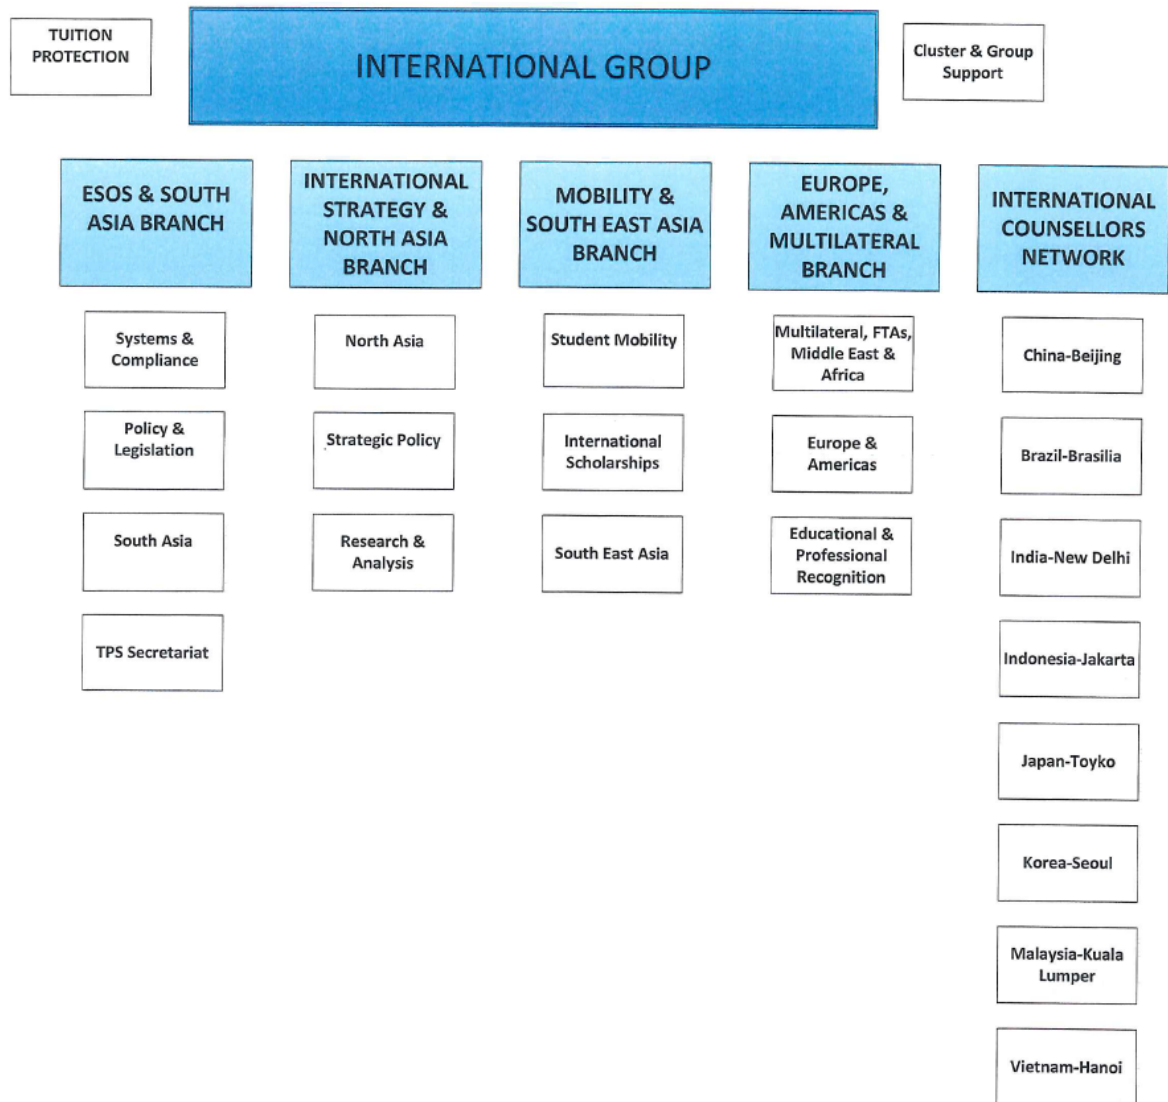 TUITION
PROTECTION
INTERNATIONAL GROUP
Cluster & Group
Support
ESOS & SOUTH
ASIA BRANCH
INTERNATIONAL
STRATEGY &
NORTH ASIA
BRANCH
MOBILITY &
SOUTH EAST ASIA
BRANCH
EUROPE,
AMERICAS &
MULTILATERAL
BRANCH
INTERNATIONAL
COUNSELLORS
NETWORK
Systems &
Compliance
Policy &
Legislation
South Asia
TPS Secretariat
North Asia
Strategic Policy
Research &
Analysis
Student Mobility
International
Scholarships
South East Asia
Multilateral, FTAs,
Middle East &
Africa
Europe &
Americas
Educational &
Professional
Recognition
China-Beijing
Brazil-Brasilia
India-New Delhi
Indonesia-Jakarta
Japan-Toyko
Korea-Seoul
Malaysia-Kuala
Lumper
Vietnam-Hanoi